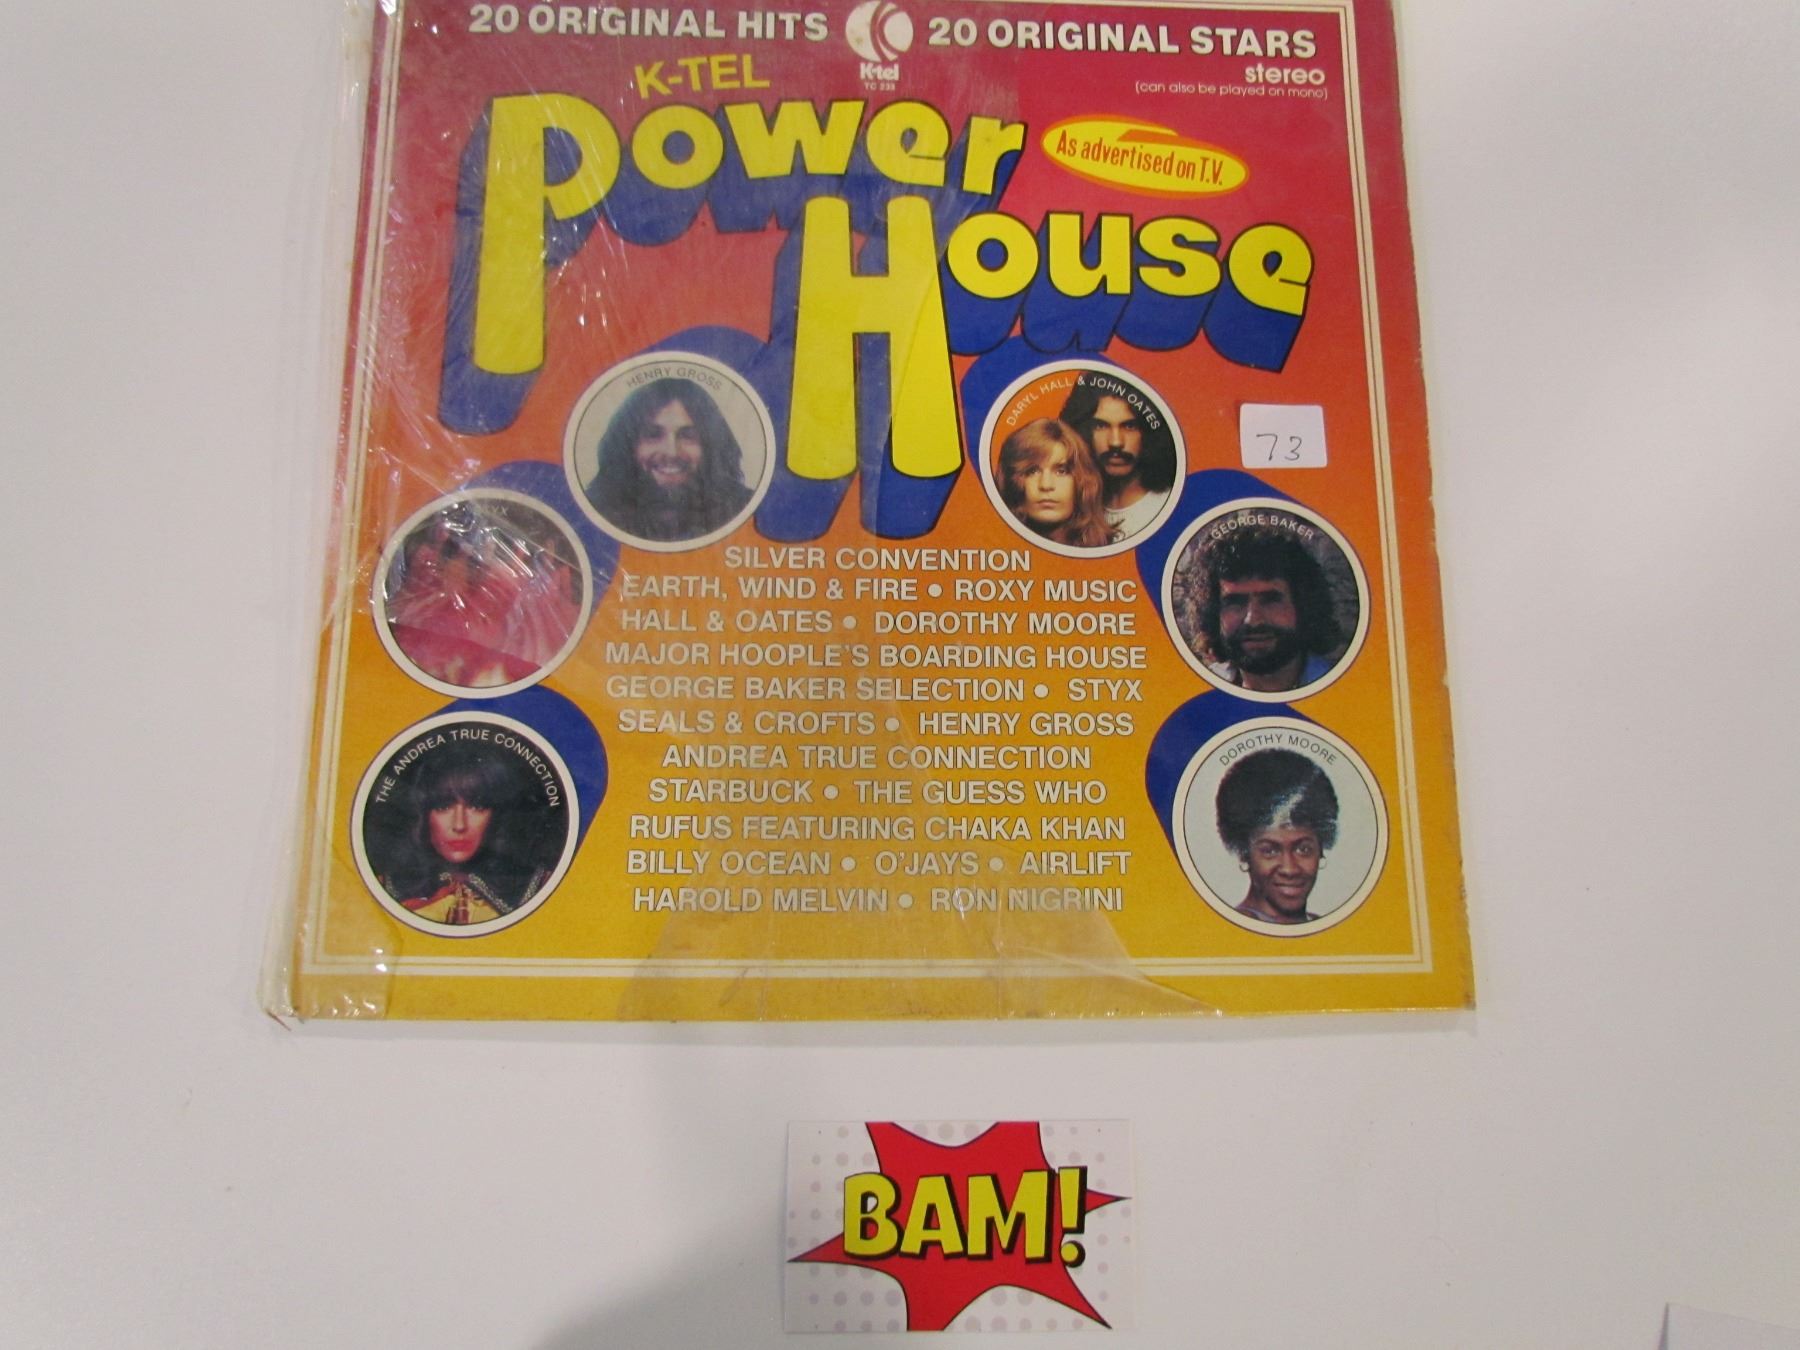 20 ORIGINAL HITS K-tel 20 ORIGINAL STARS
TC 233
stereo
(can also be played on mono)
K-TEL
Power
As advertised on T.V.
House
HENRY GROSS
DARYL HALL & JOHN OATES
73
STYX
GEORGE BAKER
SILVER CONVENTION
EARTH, WIND & FIRE • ROXY MUSIC
HALL & OATES • DOROTHY MOORE
MAJOR HOOPLE'S BOARDING HOUSE
GEORGE BAKER SELECTION • STYX
SEALS & CROFTS • HENRY GROSS
ANDREA TRUE CONNECTION
STARBUCK • THE GUESS WHO
RUFUS FEATURING CHAKA KHAN
BILLY OCEAN • O'JAYS • AIRLIFT
HAROLD MELVIN • RON NIGRINI
THE ANDREA TRUE CONNECTION
DOROTHY MOORE
BAM!